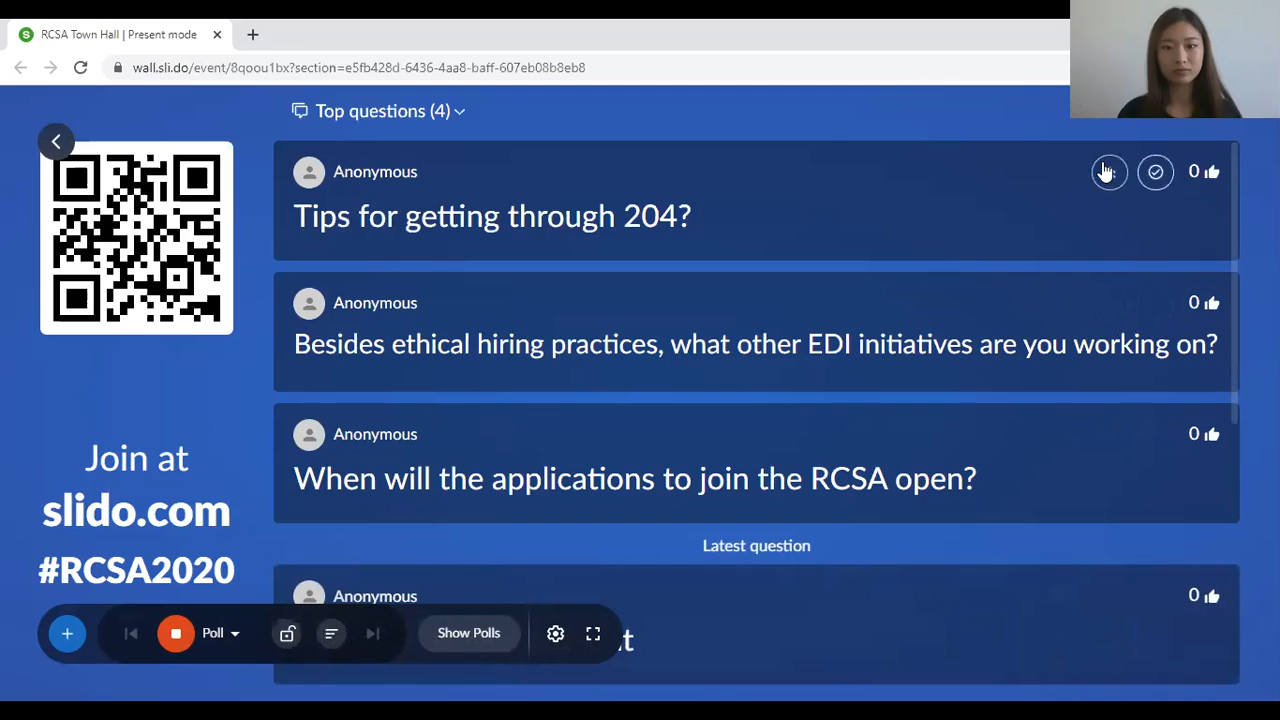 RCSA Town Hall | Present mode
wall.sli.do/event/8qoou1bx?section=e5fb428d-6436-4aa8-baff-607eb08b8eb8
Top questions (4)
Anonymous
0
Tips for getting through 204?
Anonymous
0
Besides ethical hiring practices, what other EDI initiatives are you working on?
Anonymous
0
When will the applications to join the RCSA open?
Join at
slido.com
#RCSA2020
Latest question
Anonymous
0
Poll
Show Polls